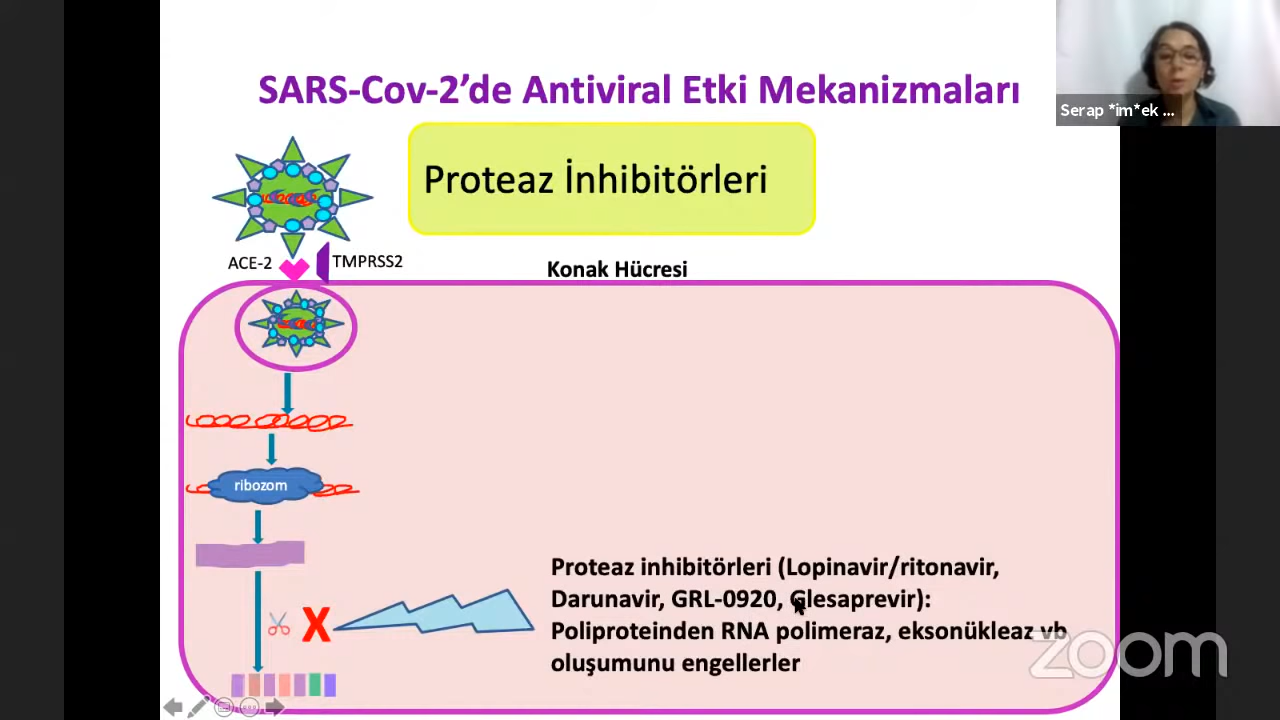 SARS-Cov-2’de Antiviral Etki Mekanizmaları
Serap *im*ek ...
Proteaz İnhibitörleri
ACE-2
TMPRSS2
Konak Hücresi
ribozom
Proteaz inhibitörleri (Lopinavir/ritonavir,
Darunavir, GRL-0920, Glesaprevir):
Poliproteinden RNA polimeraz, eksonükleaz vb
oluşumunu engellerler
X
zoom